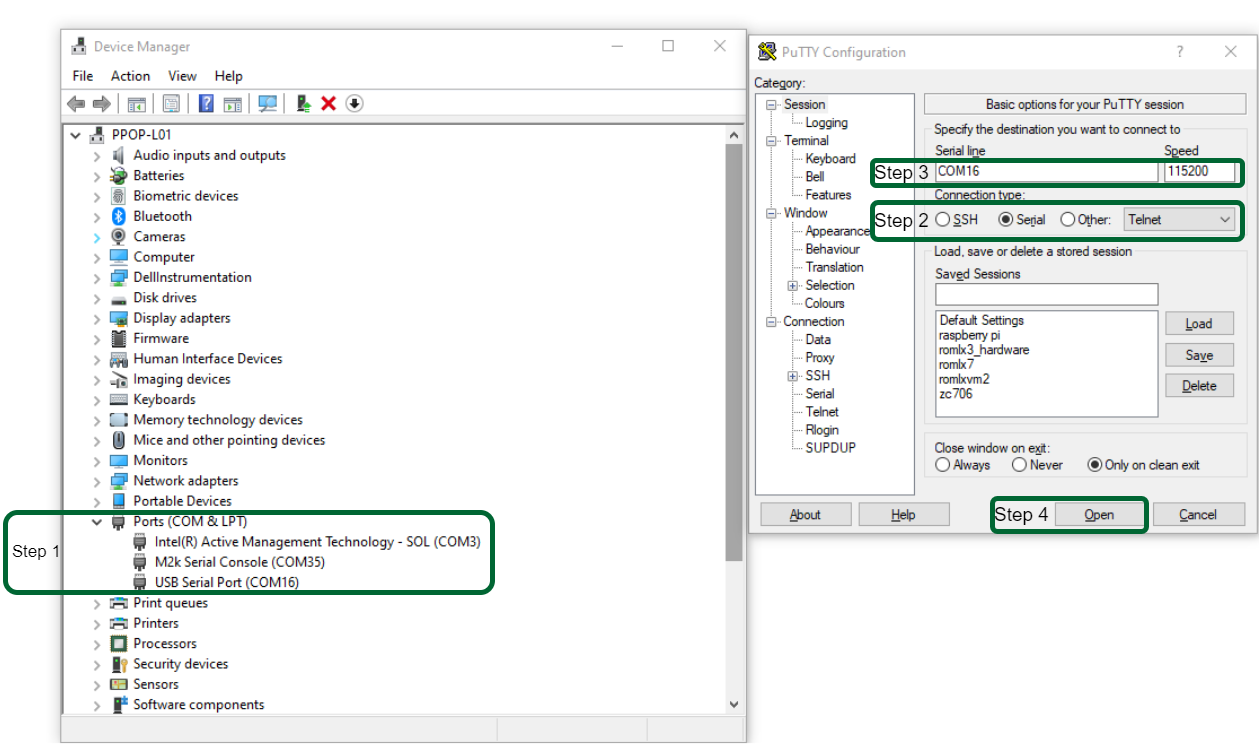 Device Manager
File Action View Help
PPOP-L01
Audio inputs and outputs
Batteries
Biometric devices
Bluetooth
Cameras
Computer
DellInstrumentation
Disk drives
Display adapters
Firmware
Human Interface Devices
Imaging devices
Keyboards
Memory technology devices
Mice and other pointing devices
Monitors
Network adapters
Portable Devices
Ports (COM & LPT)
Step 1
Intel(R) Active Management Technology - SOL (COM3)
M2k Serial Console (COM35)
USB Serial Port (COM16)
Print queues
Printers
Processors
Security devices
Sensors
Software components
PuTTY Configuration
?
Category:
Session
Logging
Terminal
Keyboard
Bell
Features
Window
Appearance
Behaviour
Translation
Selection
Colours
Connection
Data
Proxy
SSH
Serial
Telnet
Rlogin
SUPDUP
Basic options for your PuTTY session
Specify the destination you want to connect to
Serial line Speed
Step 3 COM16 115200
Connection type:
Step 2 SSH Serial Other: Telnet
Load, save or delete a stored session
Saved Sessions
Default Settings
raspberry pi
romlx3_hardware
romlx7
romlxvm2
zc706
Load
Save
Delete
Close window on exit:
Always Never Only on clean exit
About Help Step 4 Open Cancel